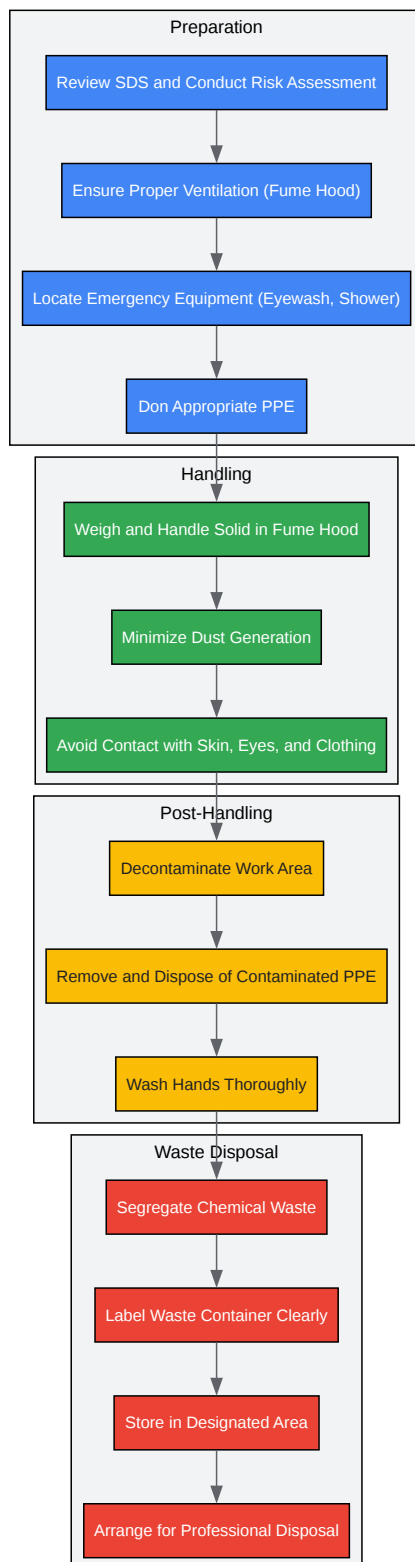 Preparation
Review SDS and Conduct Risk Assessment
Ensure Proper Ventilation (Fume Hood)
Locate Emergency Equipment (Eyewash, Shower)
Don Appropriate PPE
Handling
Weigh and Handle Solid in Fume Hood
Minimize Dust Generation
Avoid Contact with Skin, Eyes, and Clothing
Post-Handling
Decontaminate Work Area
Remove and Dispose of Contaminated PPE
Wash Hands Thoroughly
Waste Disposal
Segregate Chemical Waste
Label Waste Container Clearly
Store in Designated Area
Arrange for Professional Disposal